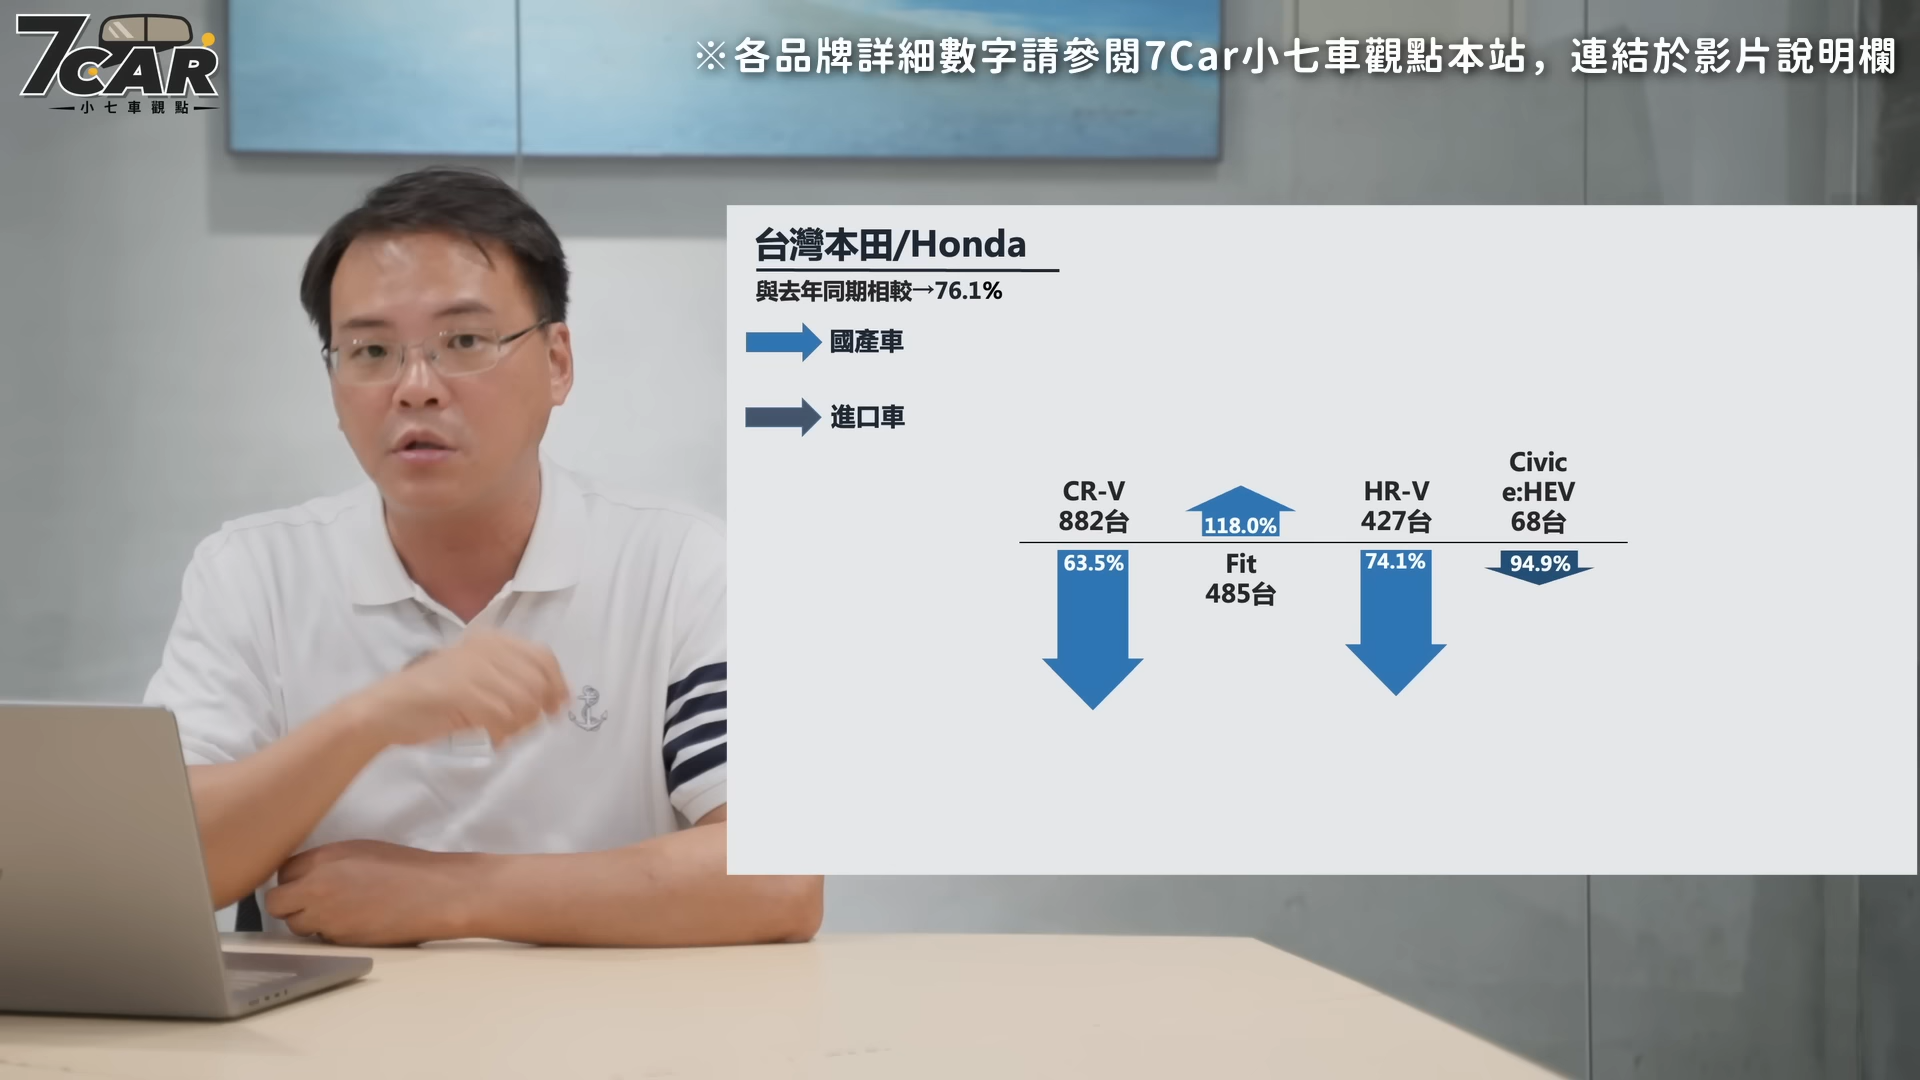 7CAR
小七車觀點
※各品牌詳細數字請參閱7Car小七車觀點本站，連結於影片說明欄
台灣本田/Honda
與去年同期相較→76.1%
國產車
進口車
CR-V
882台
63.5%
118.0%
Fit
485台
HR-V
427台
74.1%
Civic
e:HEV
68台
94.9%